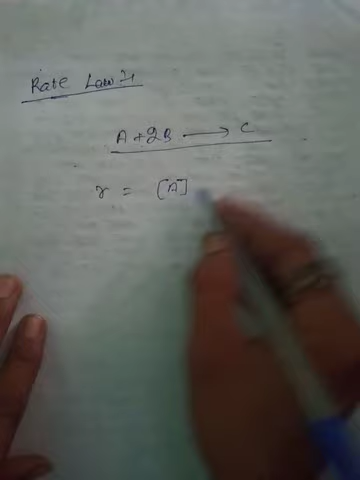 Rate Law :-
A + 2B ⟶ C
r = [A]